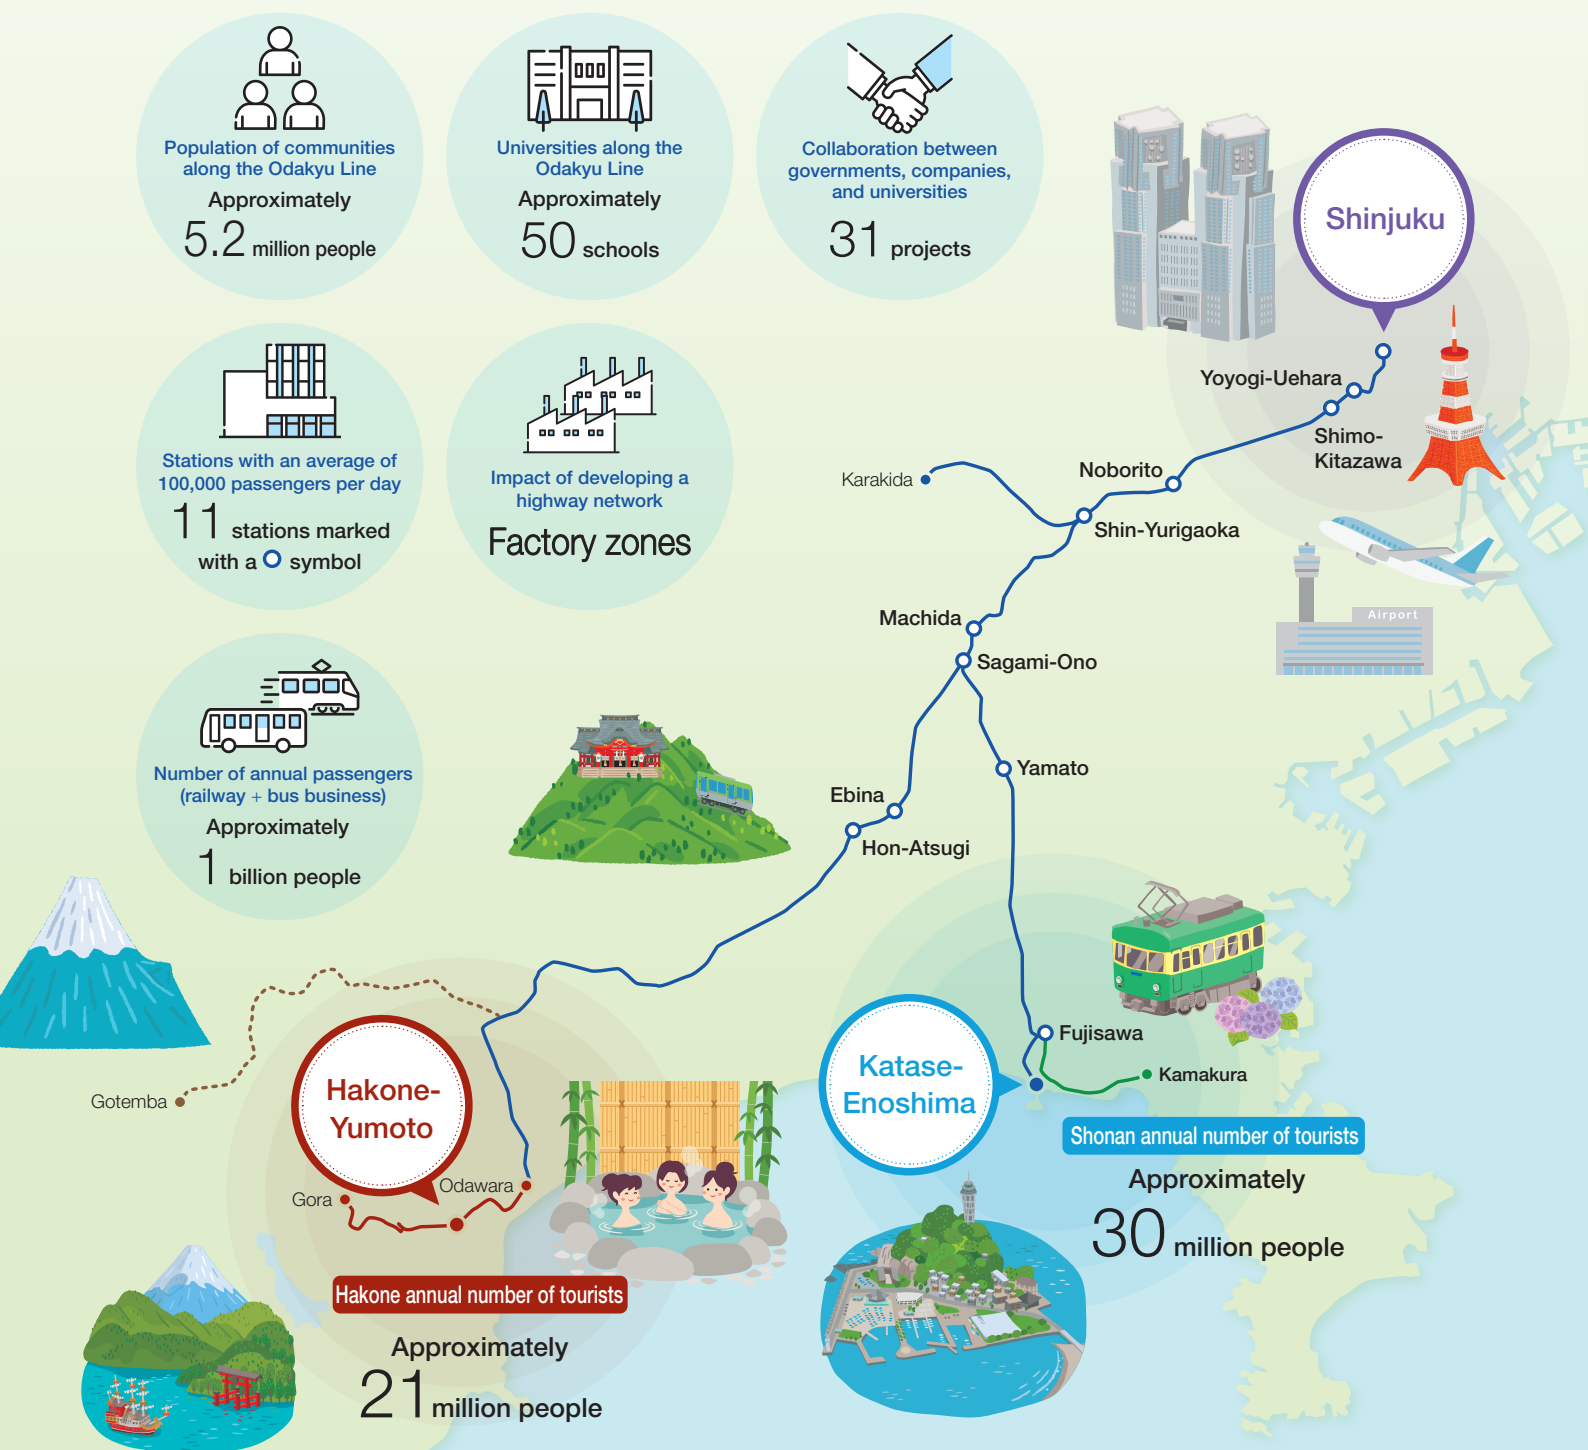 Population of communities
along the Odakyu Line
Approximately
5.2 million people
Universities along the
Odakyu Line
Approximately
50 schools
Collaboration between
governments, companies,
and universities
31 projects
Stations with an average of
100,000 passengers per day
11 stations marked
with a symbol
Impact of developing a
highway network
Factory zones
Number of annual passengers
(railway + bus business)
Approximately
1 billion people
Shinjuku
Yoyogi-Uehara
Shimo-
Kitazawa
Noborito
Karakida
Shin-Yurigaoka
Airport
Machida
Sagami-Ono
Yamato
Ebina
Hon-Atsugi
Fujisawa
Kamakura
Katase-
Enoshima
Shonan annual number of tourists
Approximately
30 million people
Gotemba
Hakone-
Yumoto
Odawara
Gora
Hakone annual number of tourists
Approximately
21 million people